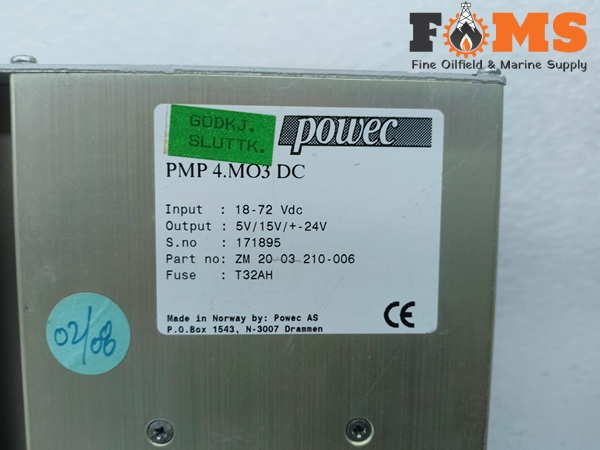 FOMS
Fine Oilfield & Marine Supply
GODKJ.
SLUTTK.
powec
PMP 4.MO3 DC
Input : 18-72 Vdc
Output : 5V/15V/+-24V
S.no : 171895
Part no: ZM 20 03 210-006
Fuse : T32AH
Made in Norway by: Powec AS
P.O.Box 1543, N-3007 Drammen
CE
02/08